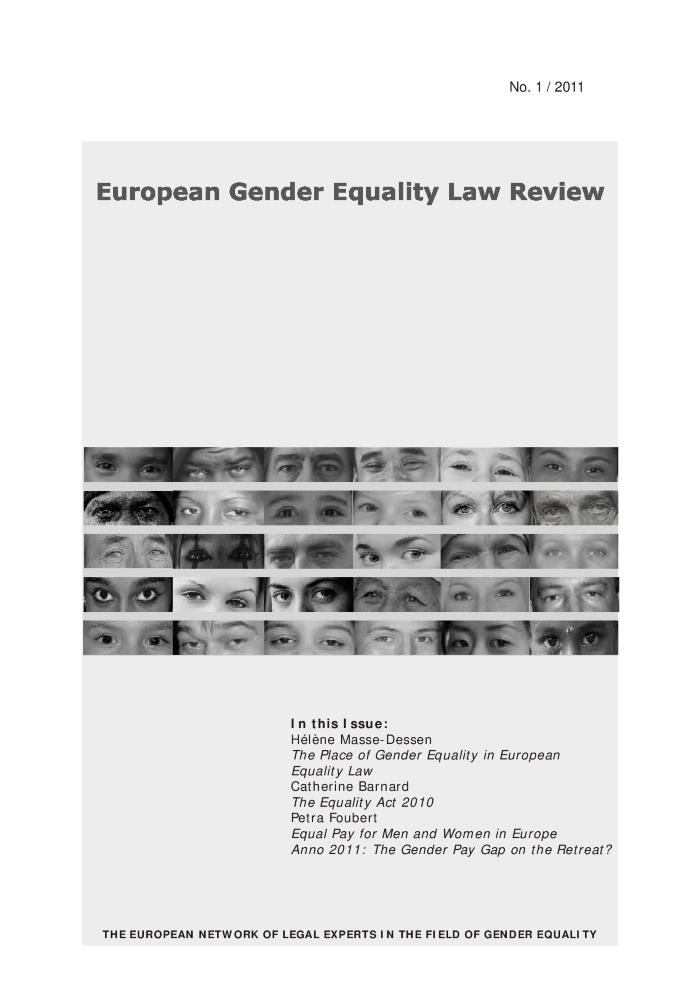 No. 1 / 2011
European Gender Equality Law Review
In this Issue:
Hélène Masse-Dessen
The Place of Gender Equality in European
Equality Law
Catherine Barnard
The Equality Act 2010
Petra Foubert
Equal Pay for Men and Women in Europe
Anno 2011: The Gender Pay Gap on the Retreat?
THE EUROPEAN NETWORK OF LEGAL EXPERTS IN THE FIELD OF GENDER EQUALITY